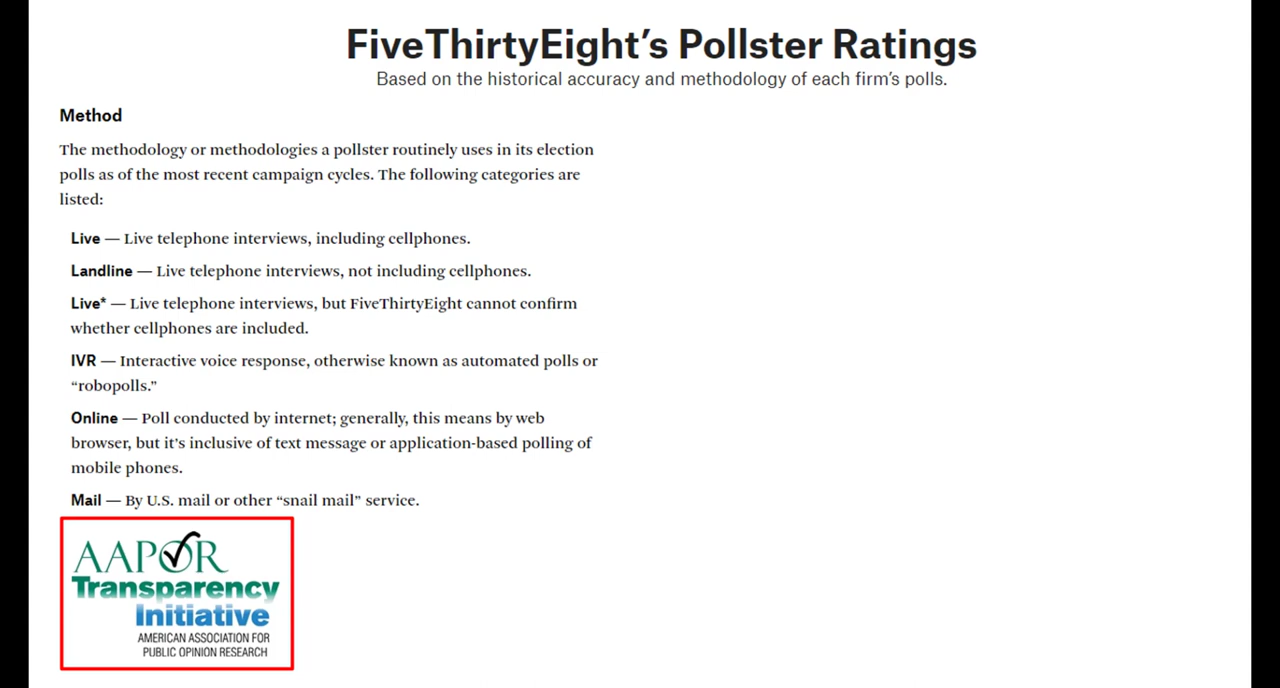 FiveThirtyEight’s Pollster Ratings
Based on the historical accuracy and methodology of each firm’s polls.
Method
The methodology or methodologies a pollster routinely uses in its election
polls as of the most recent campaign cycles. The following categories are
listed:
Live — Live telephone interviews, including cellphones.
Landline — Live telephone interviews, not including cellphones.
Live* — Live telephone interviews, but FiveThirtyEight cannot confirm
whether cellphones are included.
IVR — Interactive voice response, otherwise known as automated polls or
“robopolls.”
Online — Poll conducted by internet; generally, this means by web
browser, but it’s inclusive of text message or application-based polling of
mobile phones.
Mail — By U.S. mail or other “snail mail” service.
AAPOR
Transparency
Initiative
AMERICAN ASSOCIATION FOR
PUBLIC OPINION RESEARCH